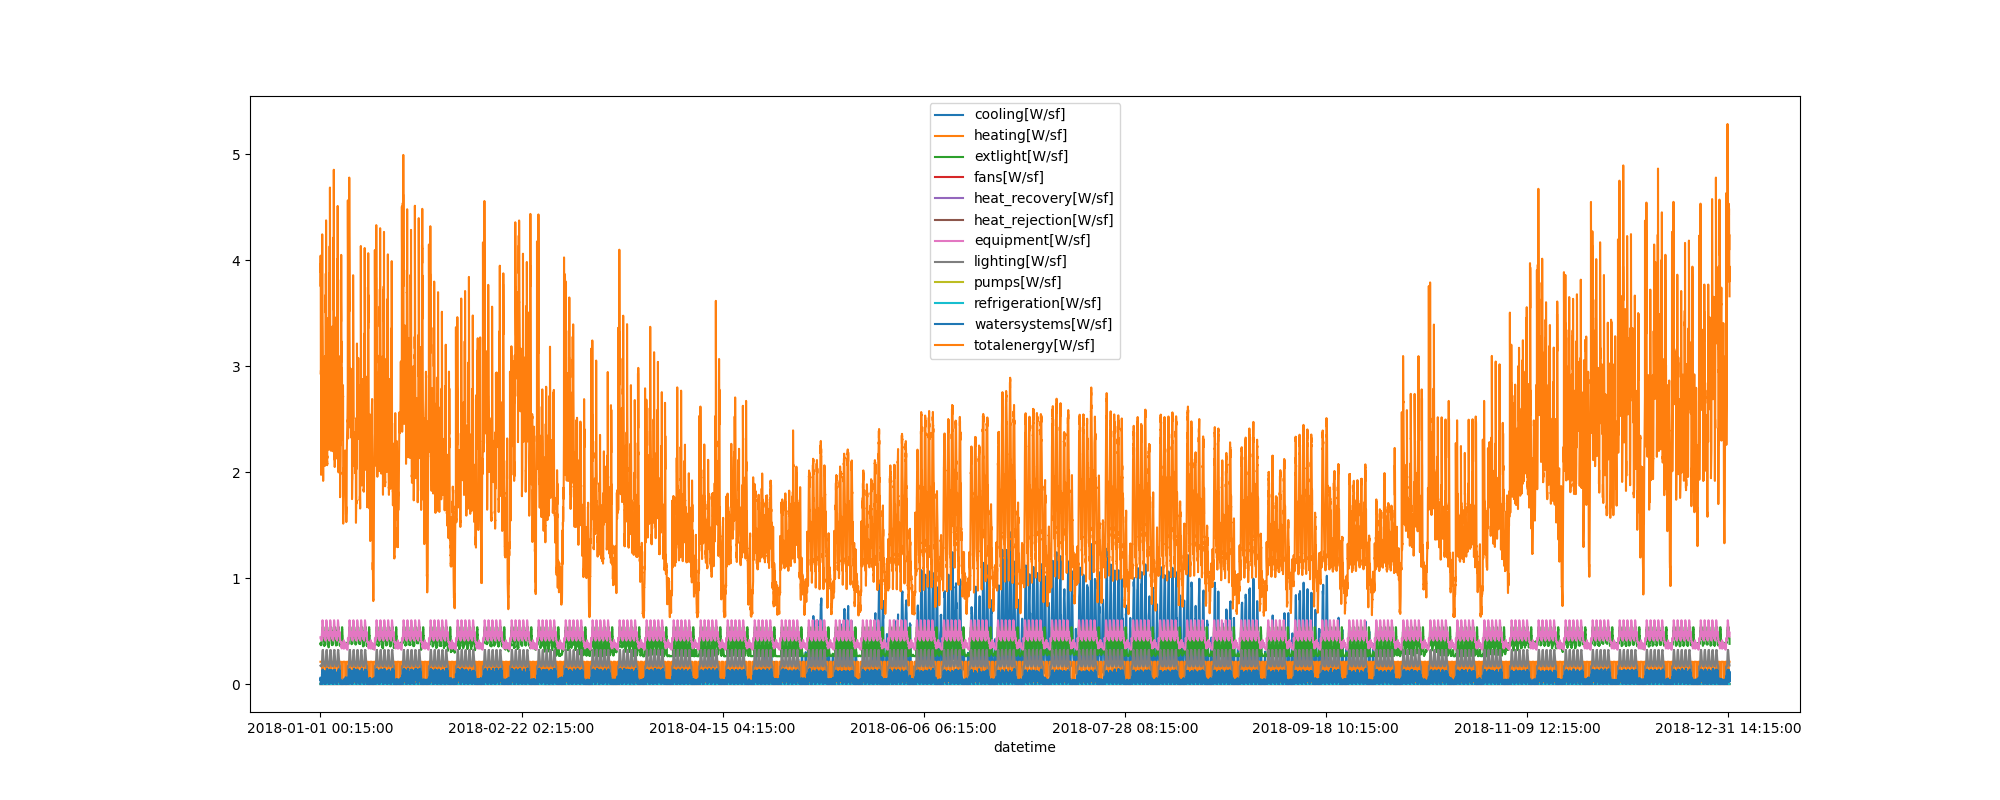 cooling[W/sf]
heating[W/sf]
extlight[W/sf]
fans[W/sf]
heat_recovery[W/sf]
heat_rejection[W/sf]
equipment[W/sf]
lighting[W/sf]
pumps[W/sf]
refrigeration[W/sf]
watersystems[W/sf]
totalenergy[W/sf]
5
4
3
2
1
0
2018-01-01 00:15:00 2018-02-22 02:15:00 2018-04-15 04:15:00 2018-06-06 06:15:00 2018-07-28 08:15:00 2018-09-18 10:15:00 2018-11-09 12:15:00 2018-12-31 14:15:00
datetime